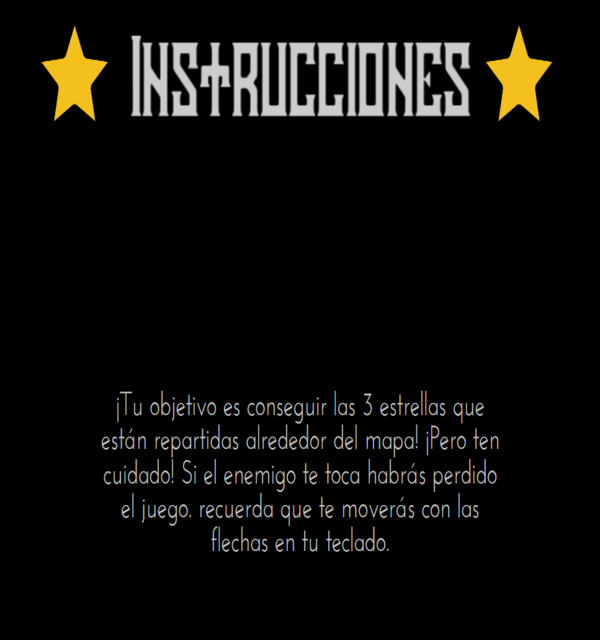 Instrucciones
¡Tu objetivo es conseguir las 3 estrellas que
están repartidas alrededor del mapa! ¡Pero ten
cuidado! Si el enemigo te toca habrás perdido
el juego. recuerda que te moverás con las
flechas en tu teclado.